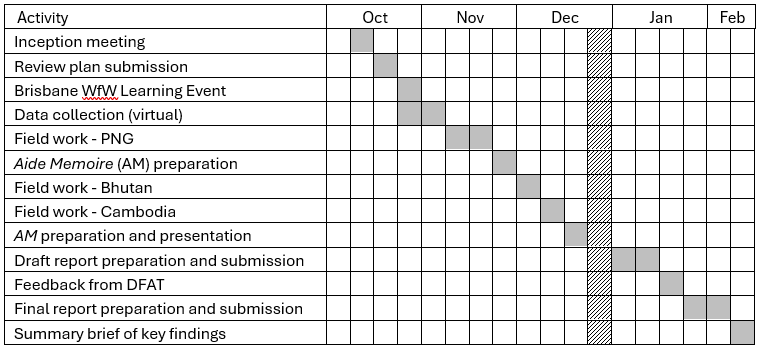 Activity Oct Nov Dec Jan Feb
Inception meeting
Review plan submission
Brisbane WfW Learning Event
Data collection (virtual)
Field work - PNG
Aide Memoire (AM) preparation
Field work - Bhutan
Field work - Cambodia
AM preparation and presentation
Draft report preparation and submission
Feedback from DFAT
Final report preparation and submission
Summary brief of key findings